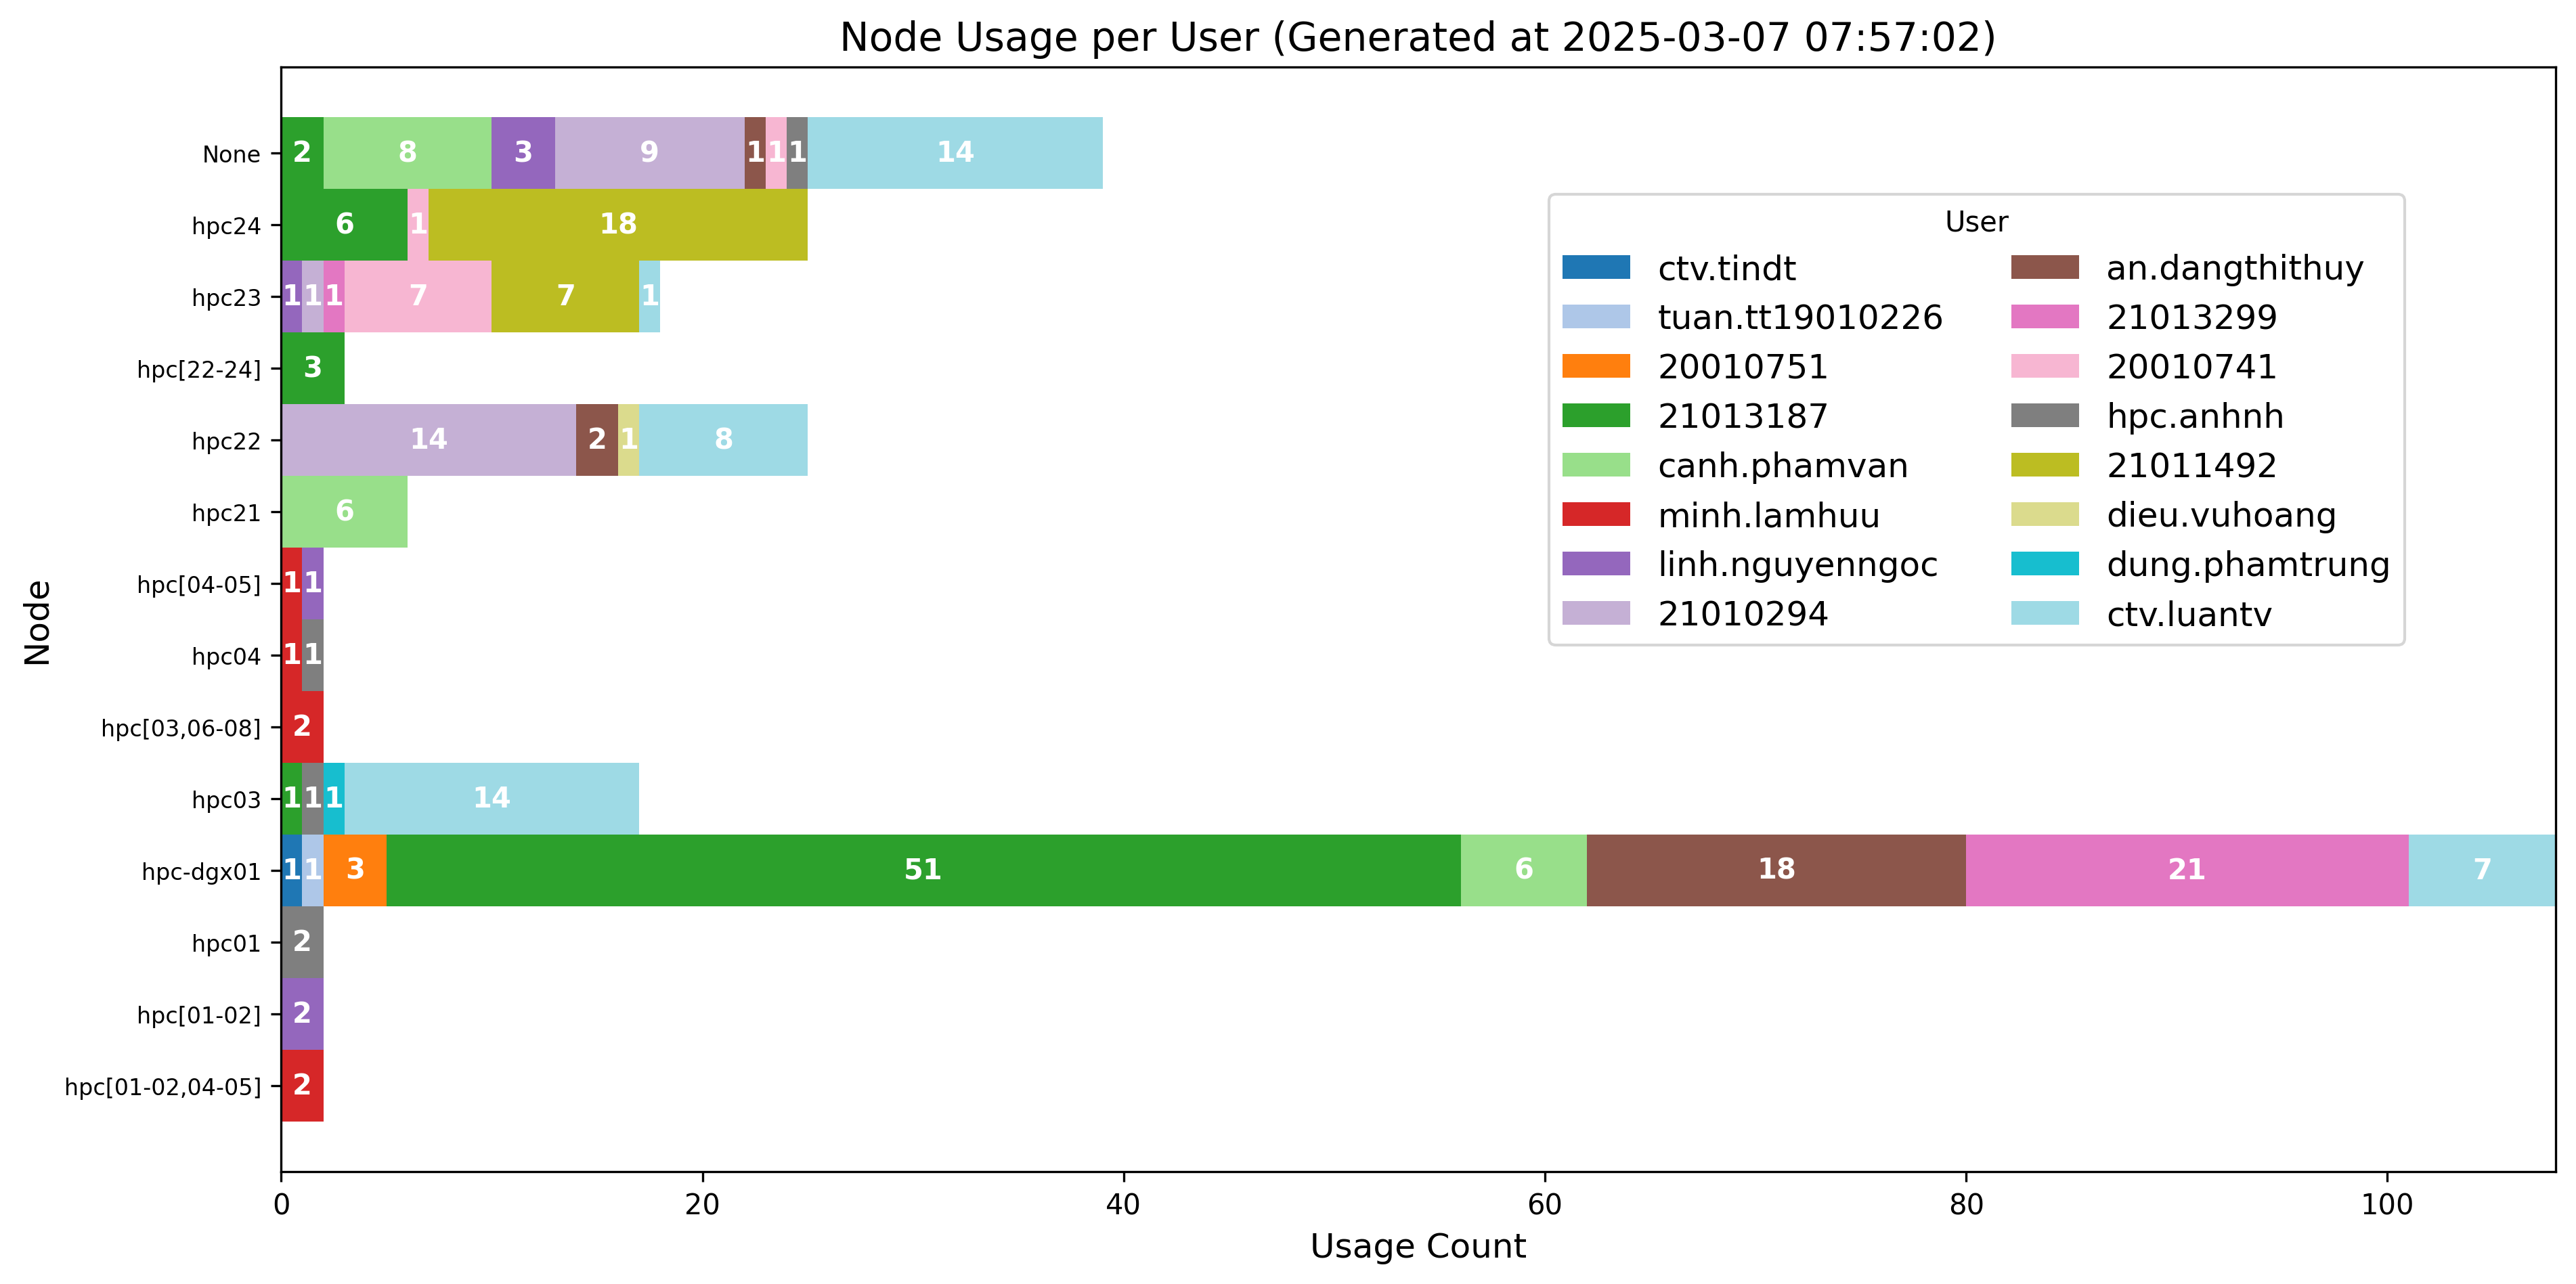 Node Usage per User (Generated at 2025-03-07 07:57:02)
Node
None 2 8 3 9 1 1 1 14
hpc24 6 1 18
hpc23 1 1 1 7 7 1
hpc[22-24] 3
hpc22 14 2 1 8
hpc21 6
hpc[04-05] 1 1
hpc04 1 1
hpc[03,06-08] 2
hpc03 1 1 1 14
hpc-dgx01 1 1 3 51 6 18 21 7
hpc01 2
hpc[01-02] 2
hpc[01-02,04-05] 2
0 20 40 60 80 100
Usage Count
User
ctv.tindt
tuan.tt19010226
20010751
21013187
canh.phamvan
minh.lamhuu
linh.nguyenngoc
21010294
an.dangthithuy
21013299
20010741
hpc.anhnh
21011492
dieu.vuhoang
dung.phamtrung
ctv.luantv